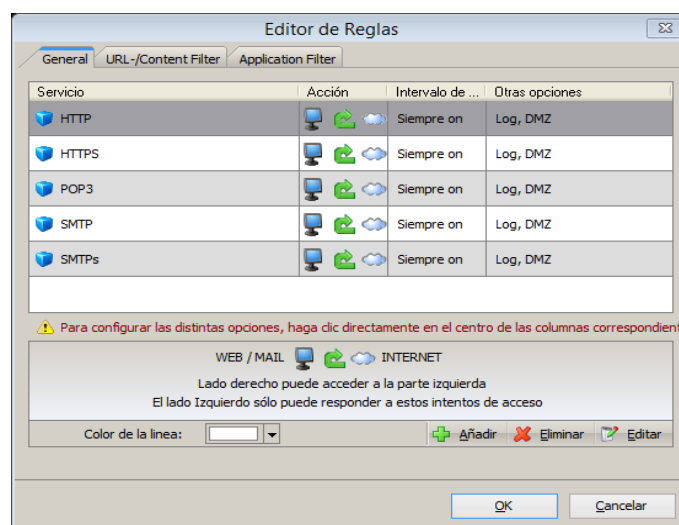 Editor de Reglas
General URL-/Content Filter Application Filter
Servicio Acción Intervalo de ... Otras opciones
HTTP Siempre on Log, DMZ
HTTPS Siempre on Log, DMZ
POP3 Siempre on Log, DMZ
SMTP Siempre on Log, DMZ
SMTPs Siempre on Log, DMZ
Para configurar las distintas opciones, haga clic directamente en el centro de las columnas correspondient
WEB / MAIL INTERNET
Lado derecho puede acceder a la parte izquierda
El lado Izquierdo sólo puede responder a estos intentos de acceso
Color de la linea: Añadir Eliminar Editar
OK Cancelar